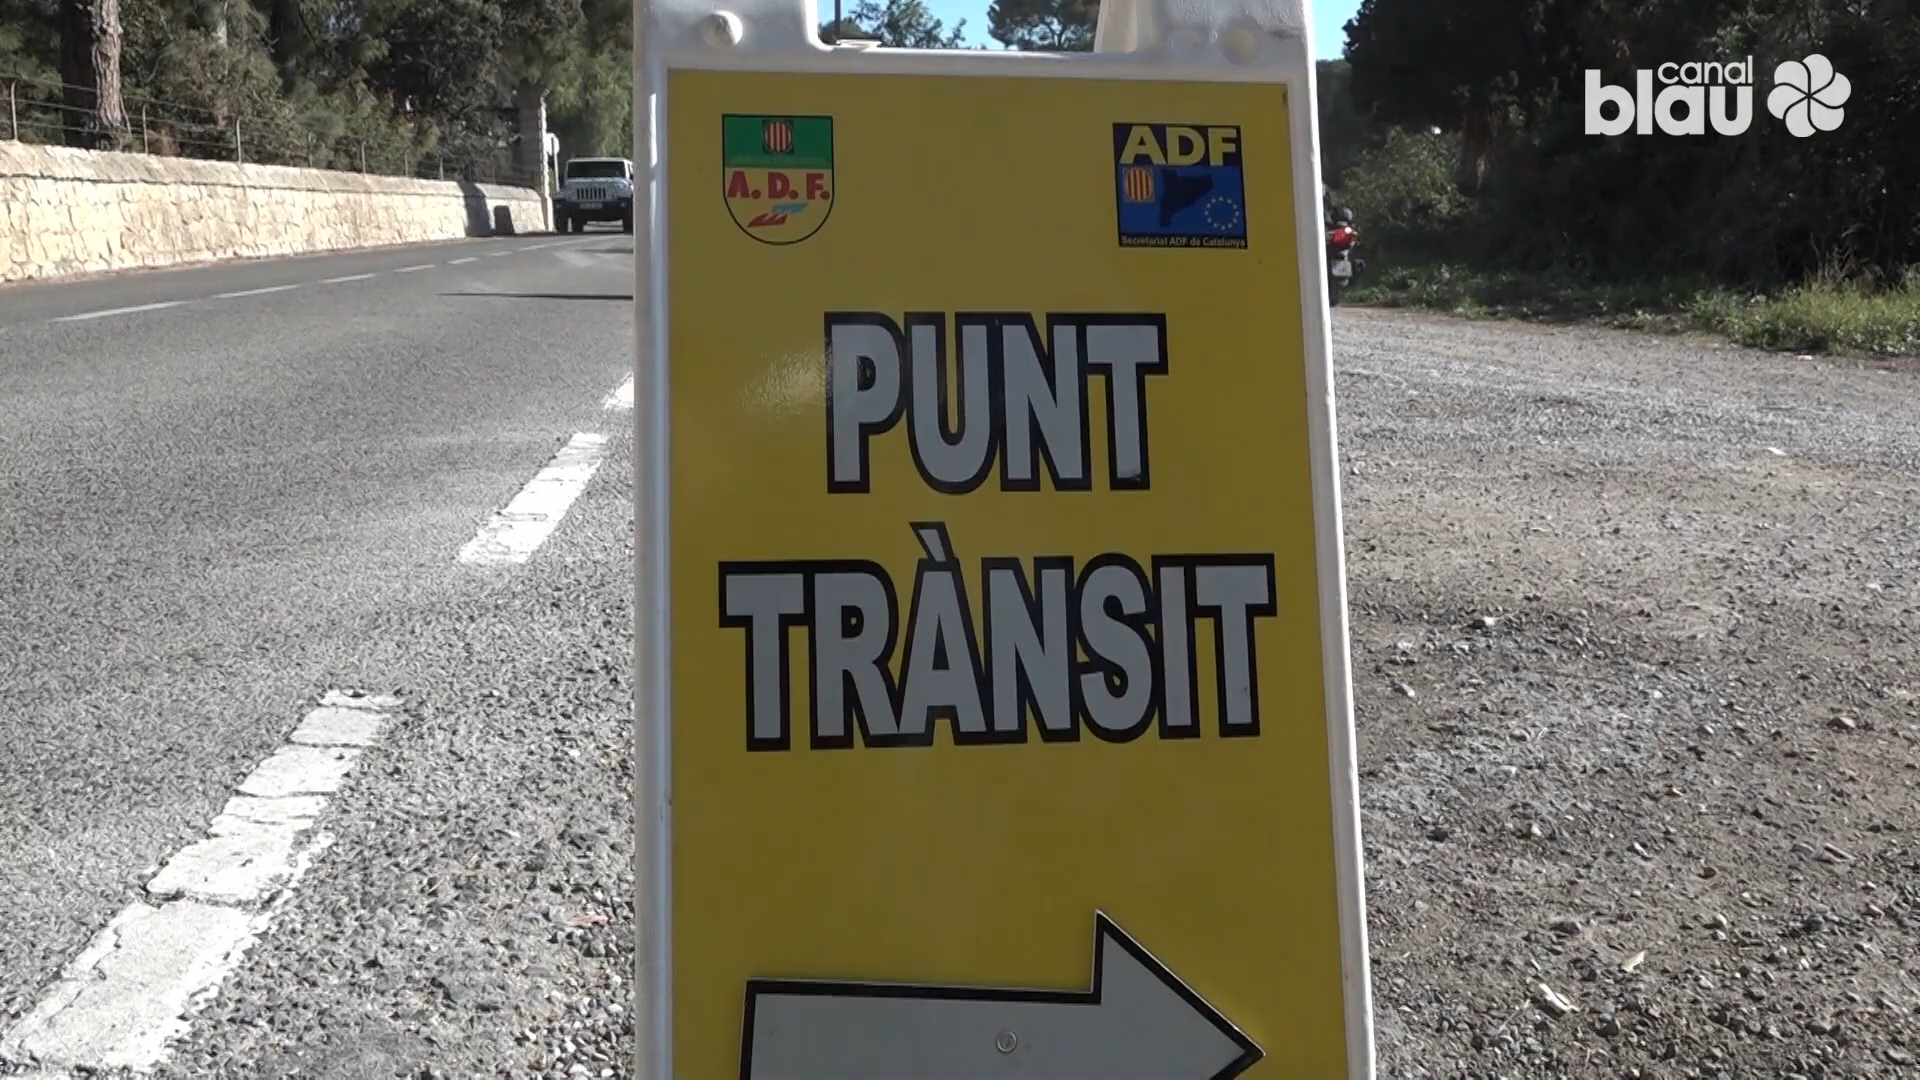 canal
blau
A.D.F.
ADF
Secretariat ADF de Catalunya
PUNT
TRÀNSIT